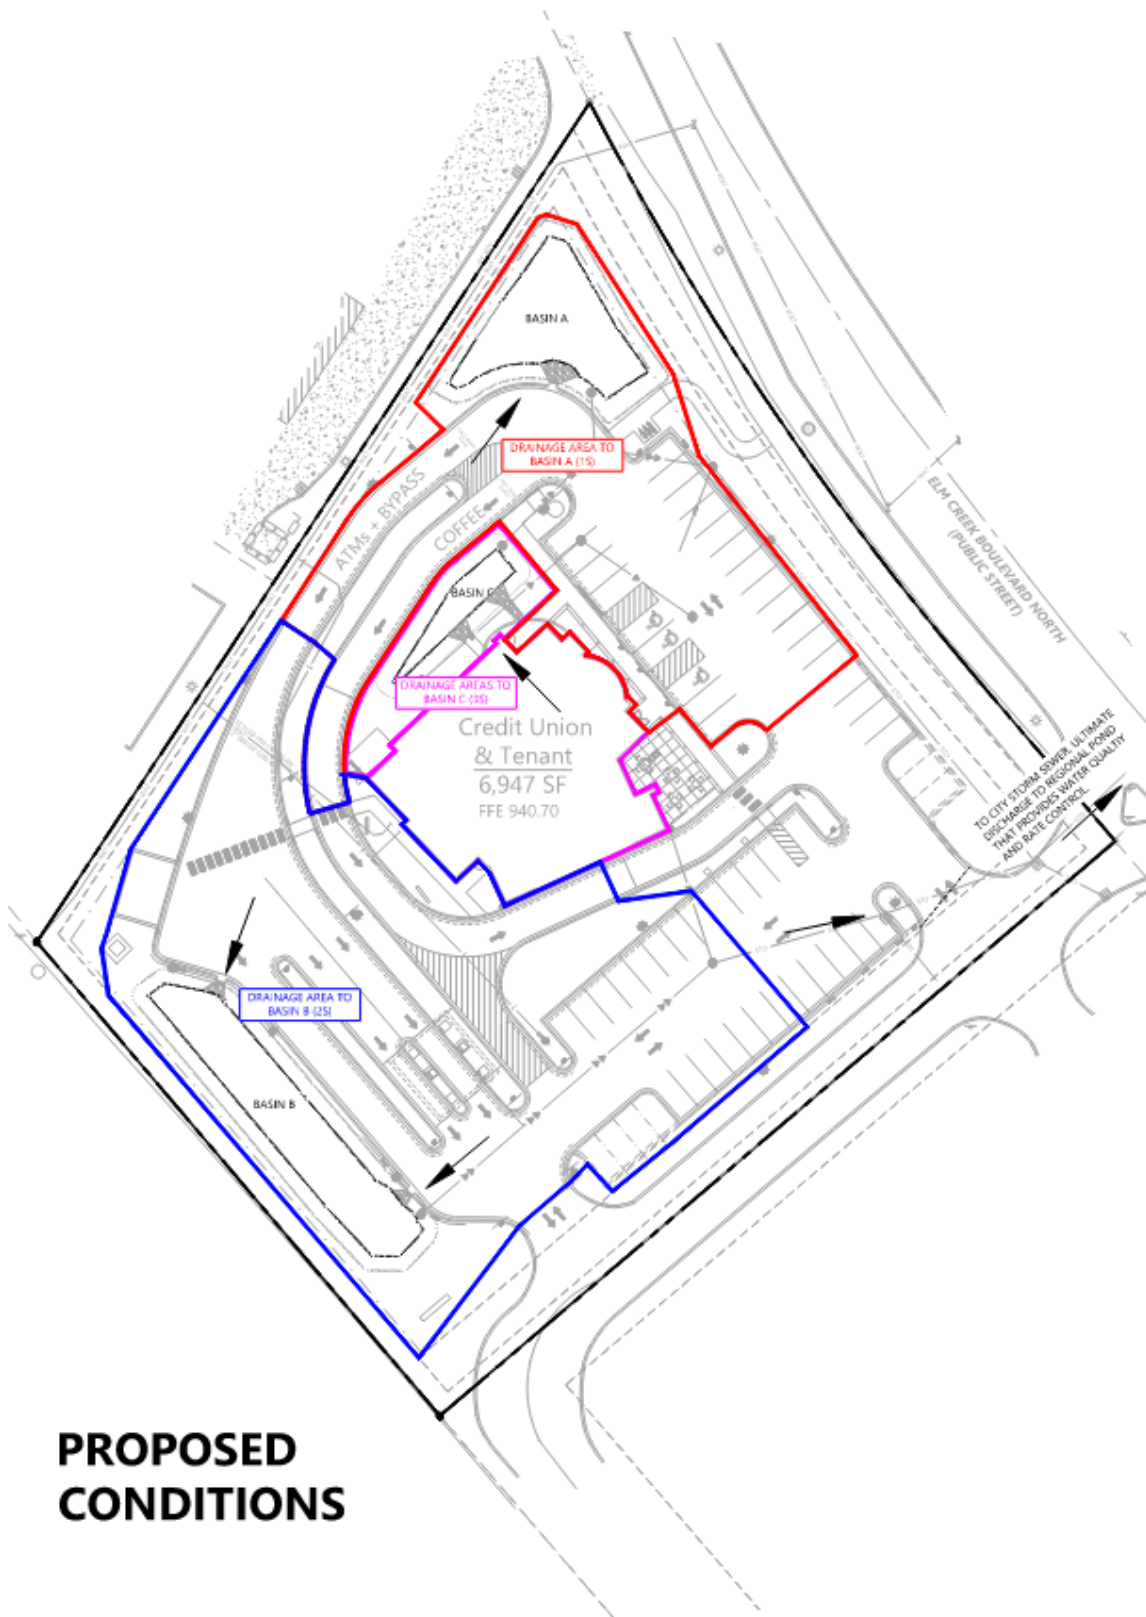 BASIN A
DRAINAGE AREA TO
BASIN A (1S)
ATMs + BYPASS
COFFEE
ELM CREEK BOULEVARD NORTH
(PUBLIC STREET)
BASIN C
DRAINAGE AREAS TO
BASIN C (3S)
Credit Union
& Tenant
6,947 SF
FFE 940.70
TO CITY STORM SEWER. ULTIMATE
DISCHARGE TO REGIONAL POND
THAT PROVIDES WATER QUALTIY
AND RATE CONTROL
DRAINAGE AREA TO
BASIN B (2S)
BASIN B
PROPOSED
CONDITIONS